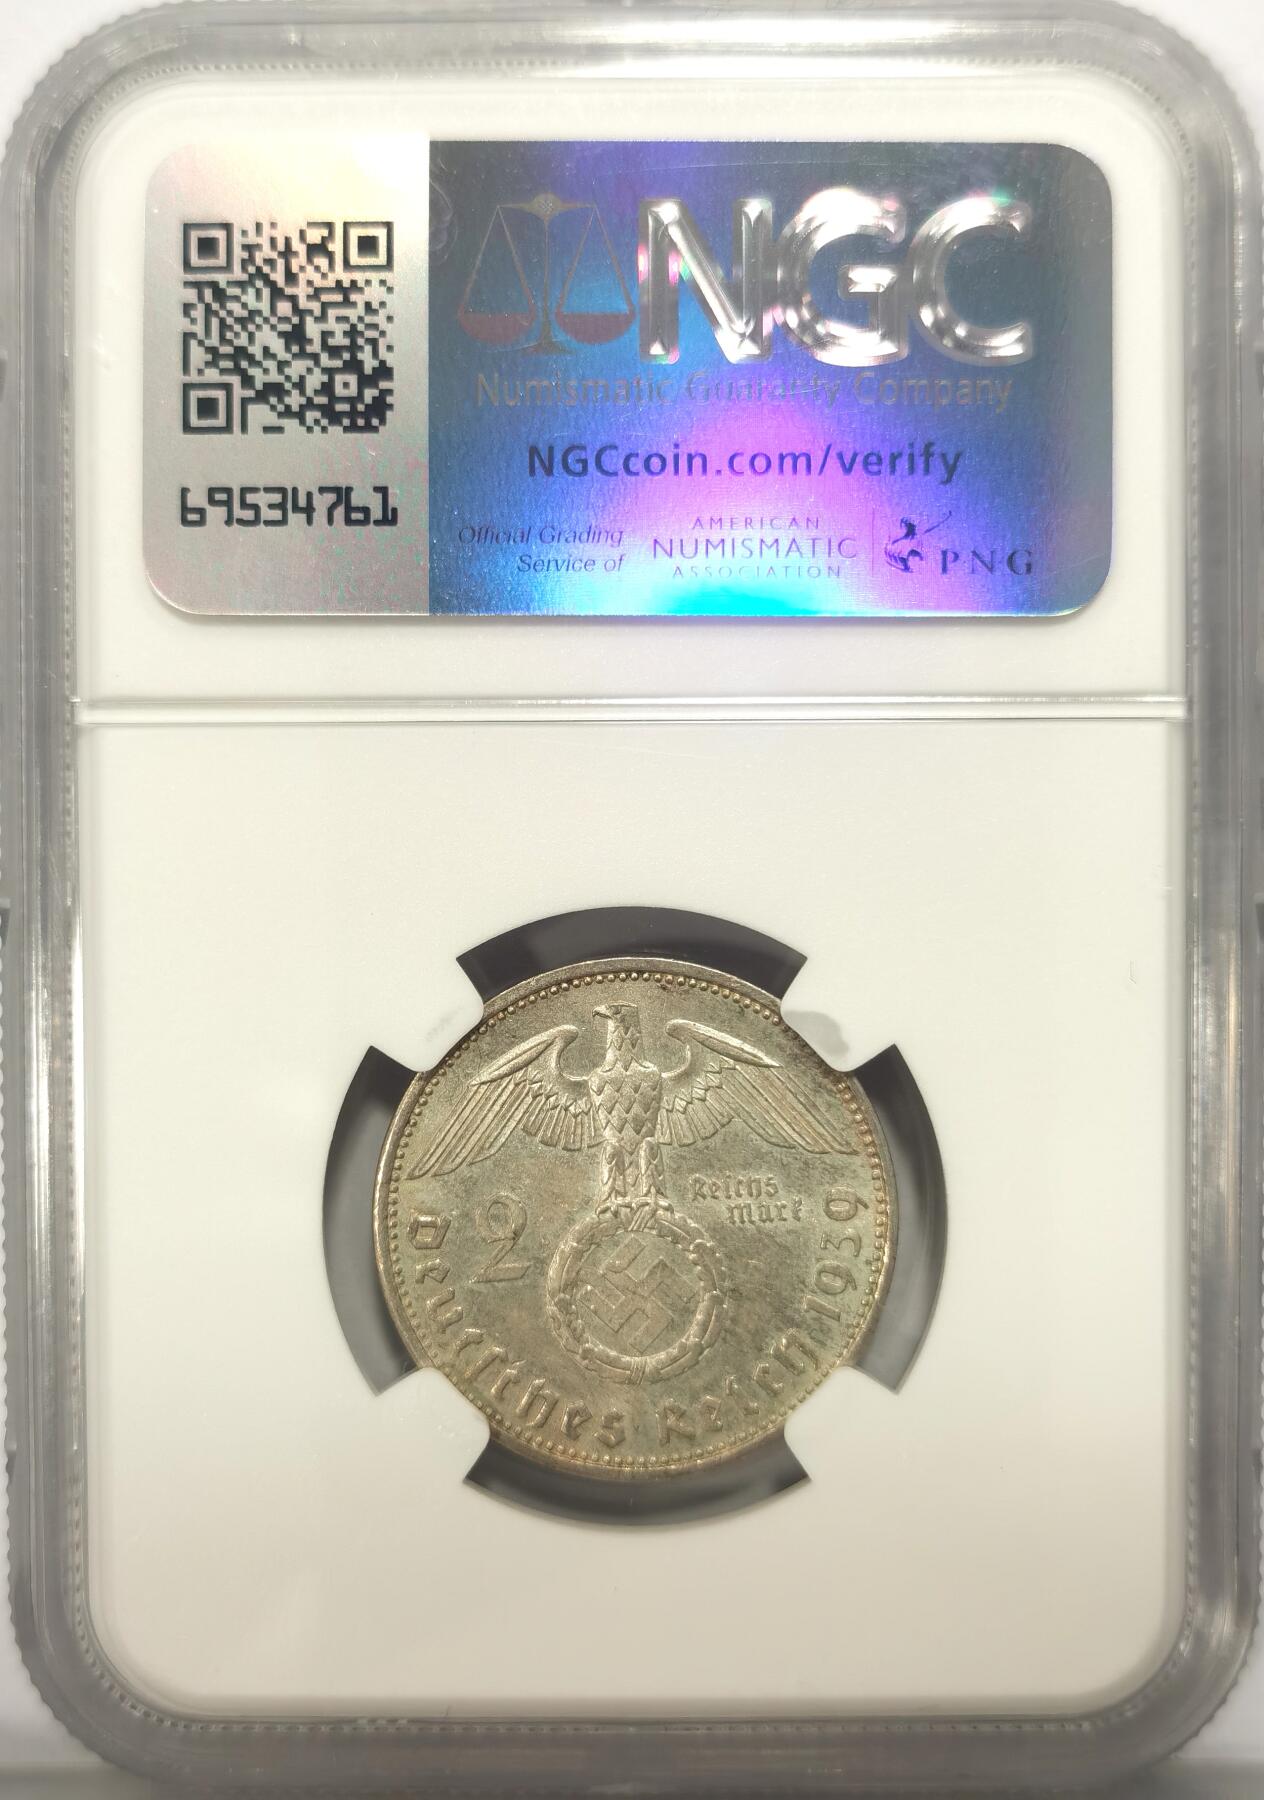 NGC
Numismatic Guaranty Company
NGCcoin.com/verify
69534761
Official Grading
Service of
AMERICAN
NUMISMATIC
ASSOCIATION
PNG
2
Reichs
mark
Deutsches Reich 1939